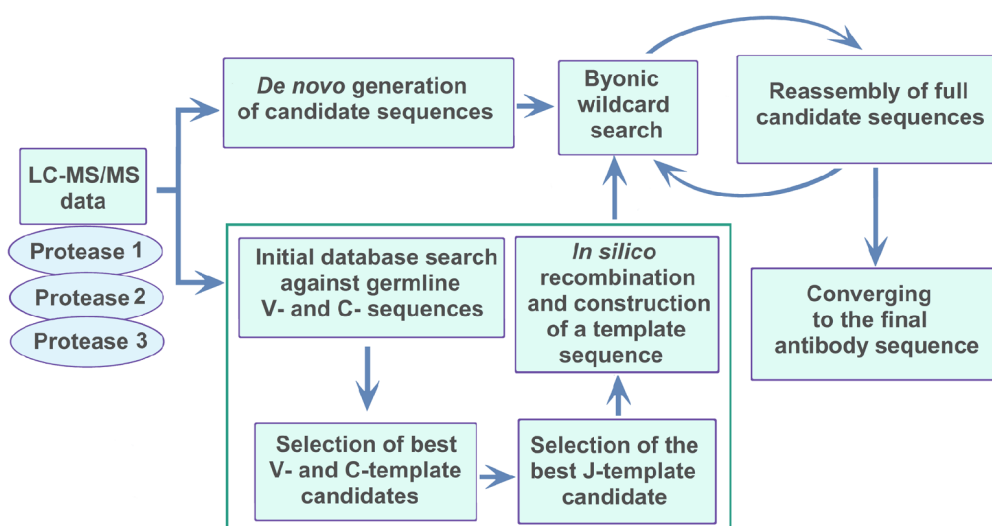 De novo generation
of candidate sequences
Byonic
wildcard
search
Reassembly of full
candidate sequences
LC-MS/MS
data
Protease 1
Protease 2
Protease 3
Initial database search
against germline
V- and C- sequences
In silico
recombination
and construction
of a template
sequence
Converging
to the final
antibody sequence
Selection of best
V- and C-template
candidates
Selection of the
best J-template
candidate